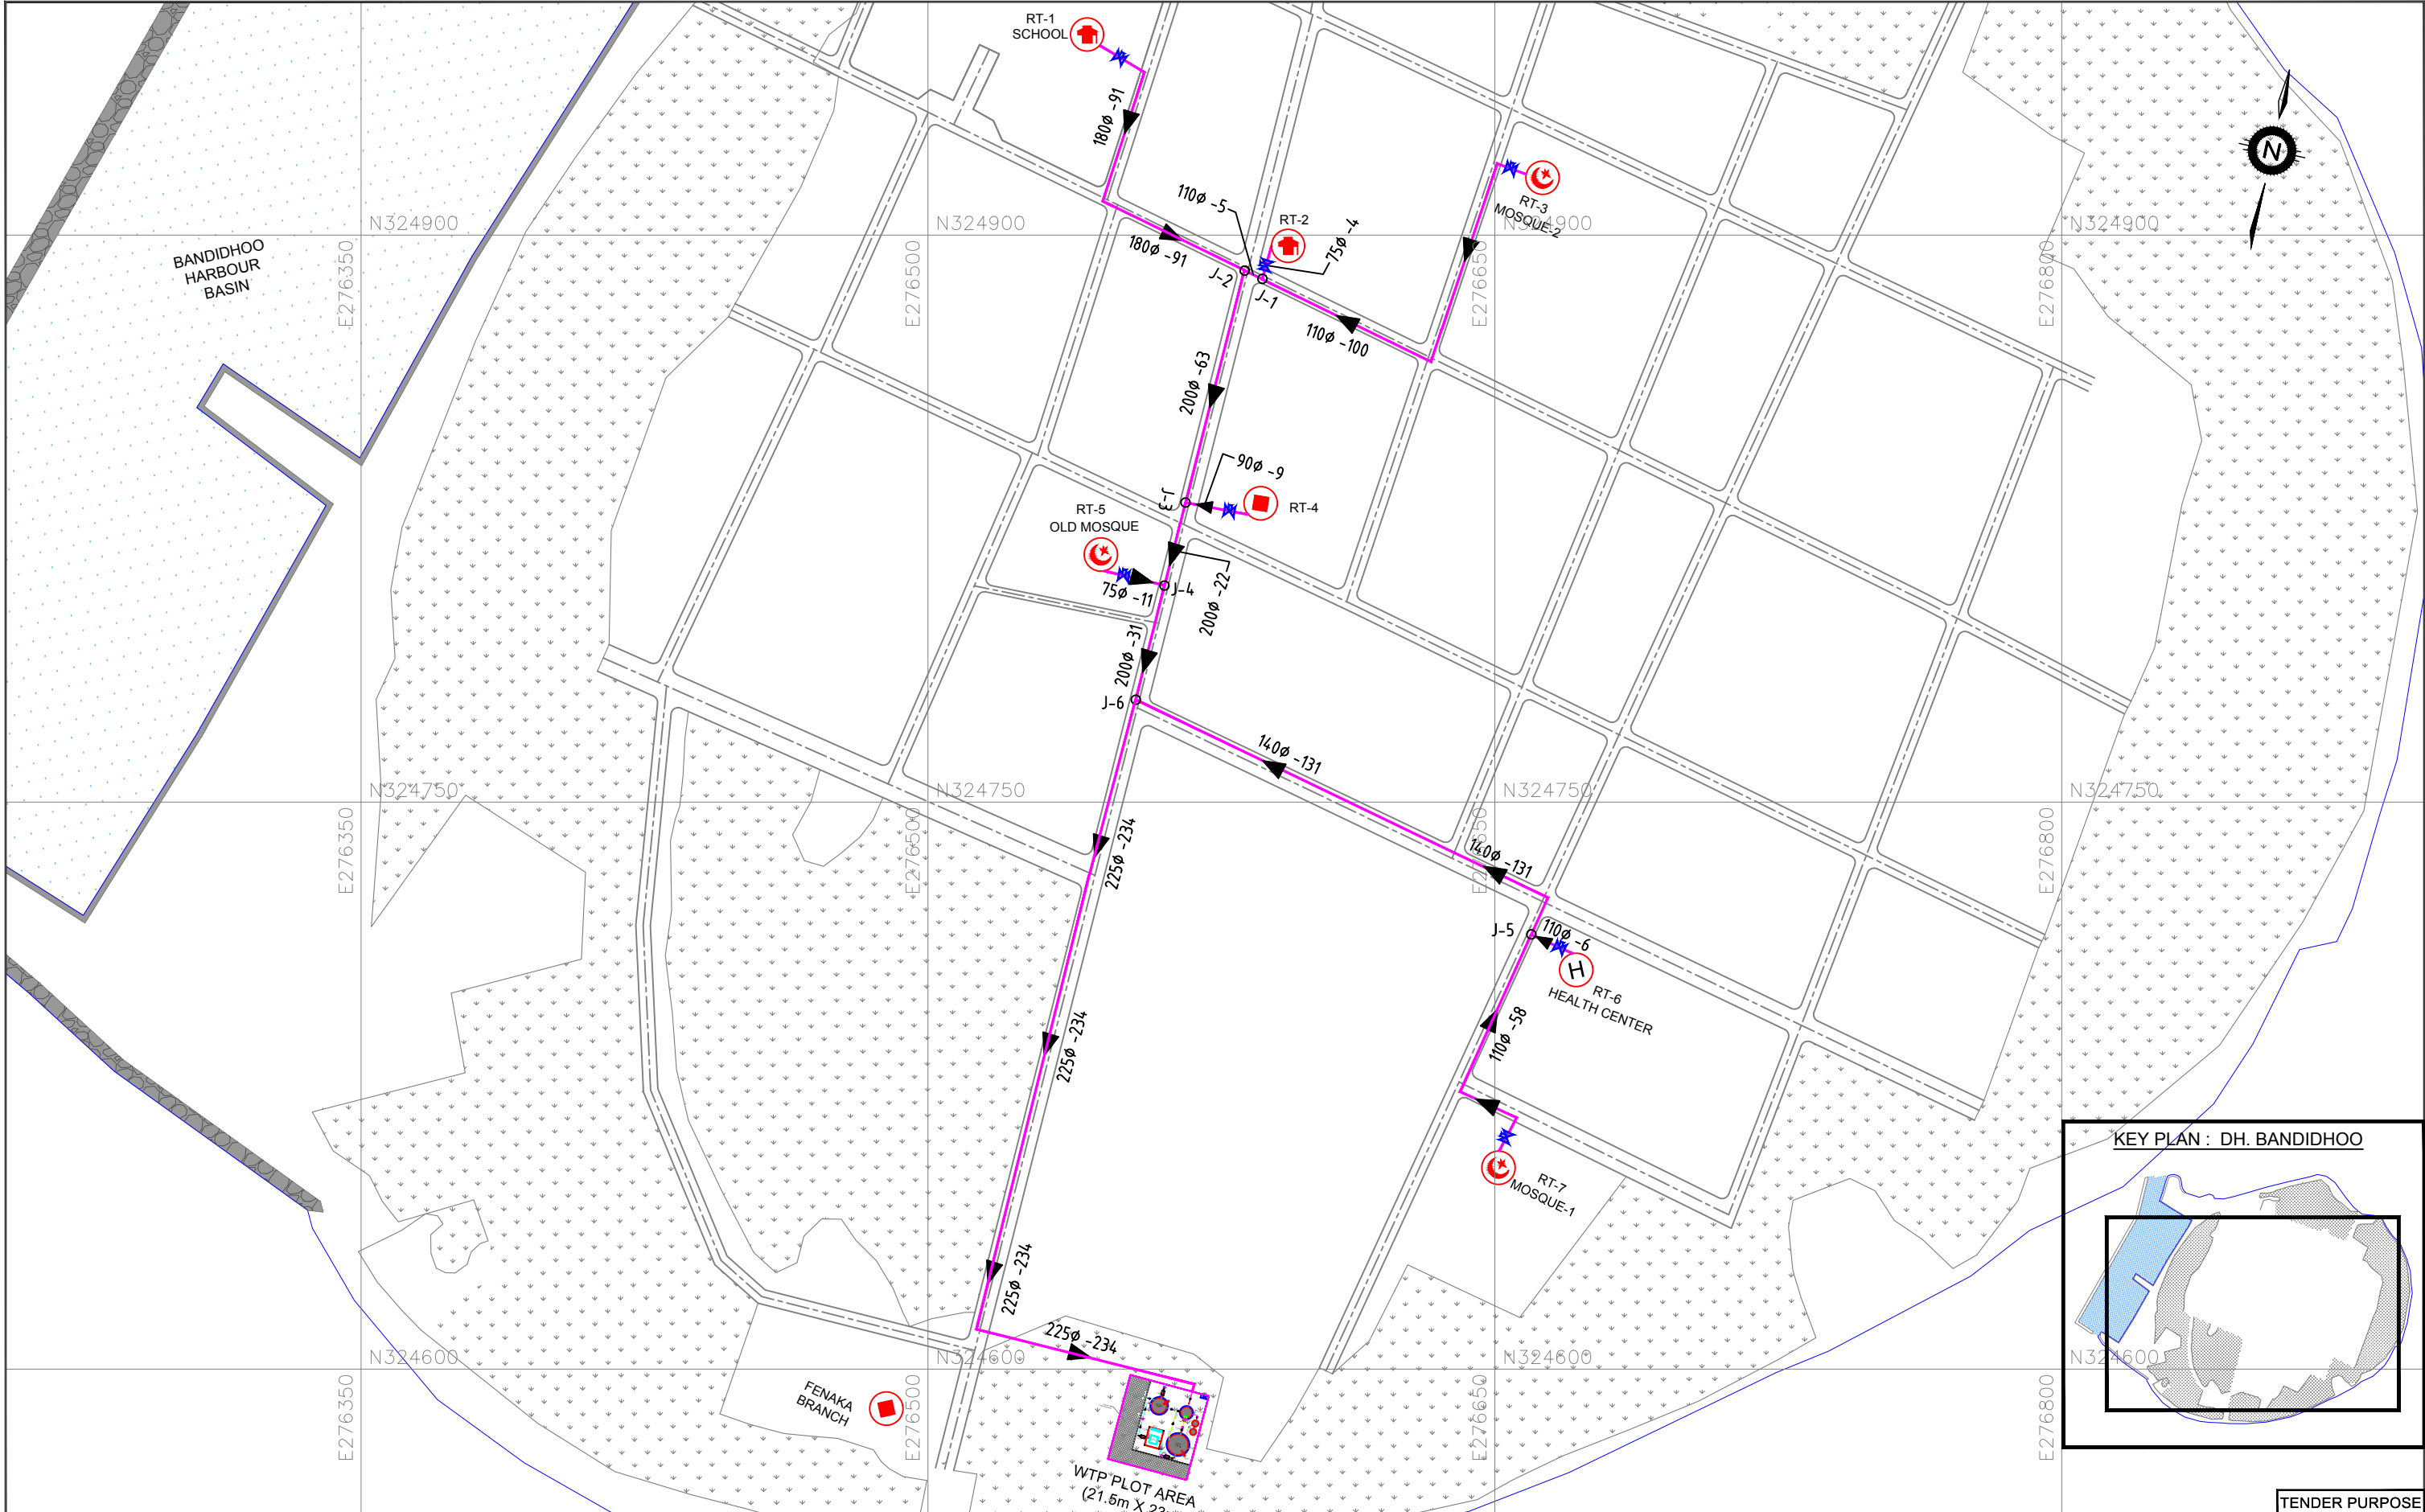 RT-1
SCHOOL
180ø -91
N
RT-3
MOSQUE-2
110ø -5
RT-2
75ø -4
N324900
N324900
N324900
N324900
BANDIDHOO
HARBOUR
BASIN
E276350
E276500
E276650
E276800
180ø -91
J-2
J-1
110ø -100
200ø -63
90ø -9
J-3
RT-4
RT-5
OLD MOSQUE
75ø -11
J-4
200ø -22
200ø -31
J-6
140ø -131
N324750
N324750
N324750
N324750
E276350
E276500
E276650
E276800
225ø -234
140ø -131
J-5
110ø -6
H
RT-6
HEALTH CENTER
110ø -58
225ø -234
RT-7
MOSQUE-1
KEY PLAN : DH. BANDIDHOO
225ø -234
225ø -234
N324600
N324600
N324600
N324600
E276350
E276500
E276650
E276800
FENAKA
BRANCH
WTP PLOT AREA
(21.5m X
TENDER PURPOSE